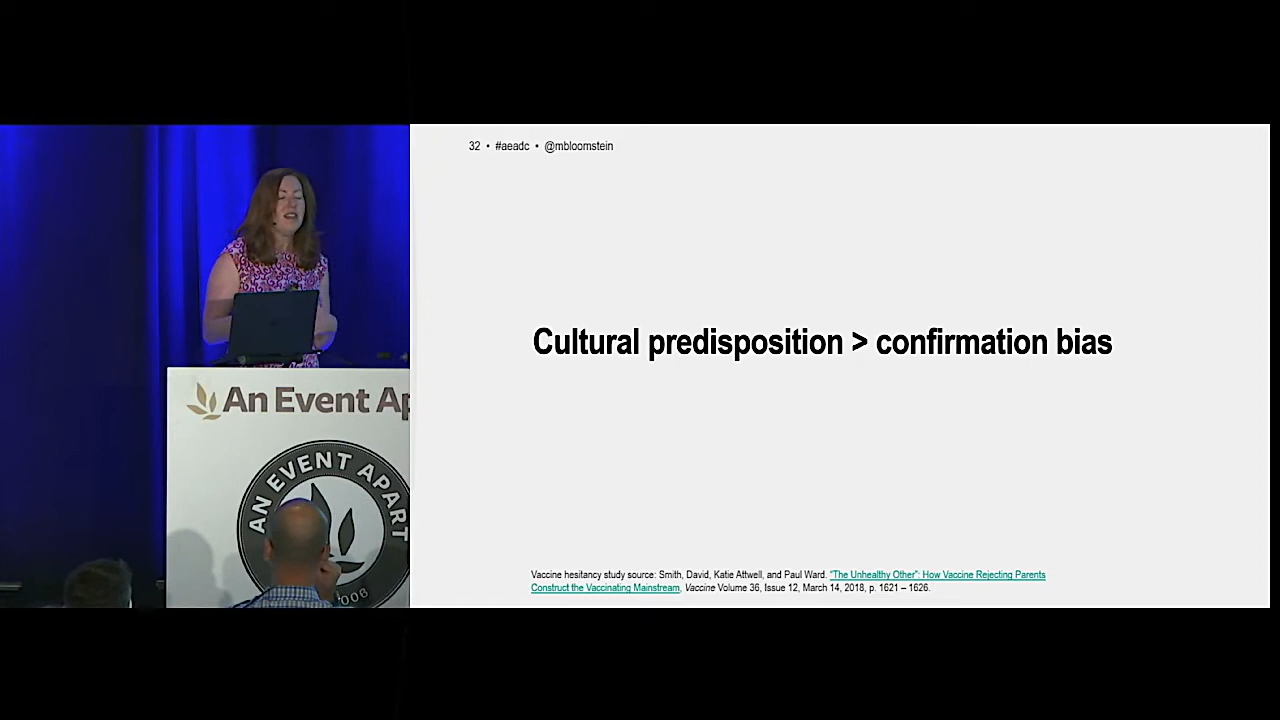 32 • #aeadc • @mbloomstein
Cultural predisposition > confirmation bias
Vaccine hesitancy study source: Smith, David, Katie Attwell, and Paul Ward. "The Unhealthy Other": How Vaccine Rejecting Parents
Construct the Vaccinating Mainstream, Vaccine Volume 36, Issue 12, March 14, 2018, p. 1621 – 1626.
An Event Ap
AN EVENT APART